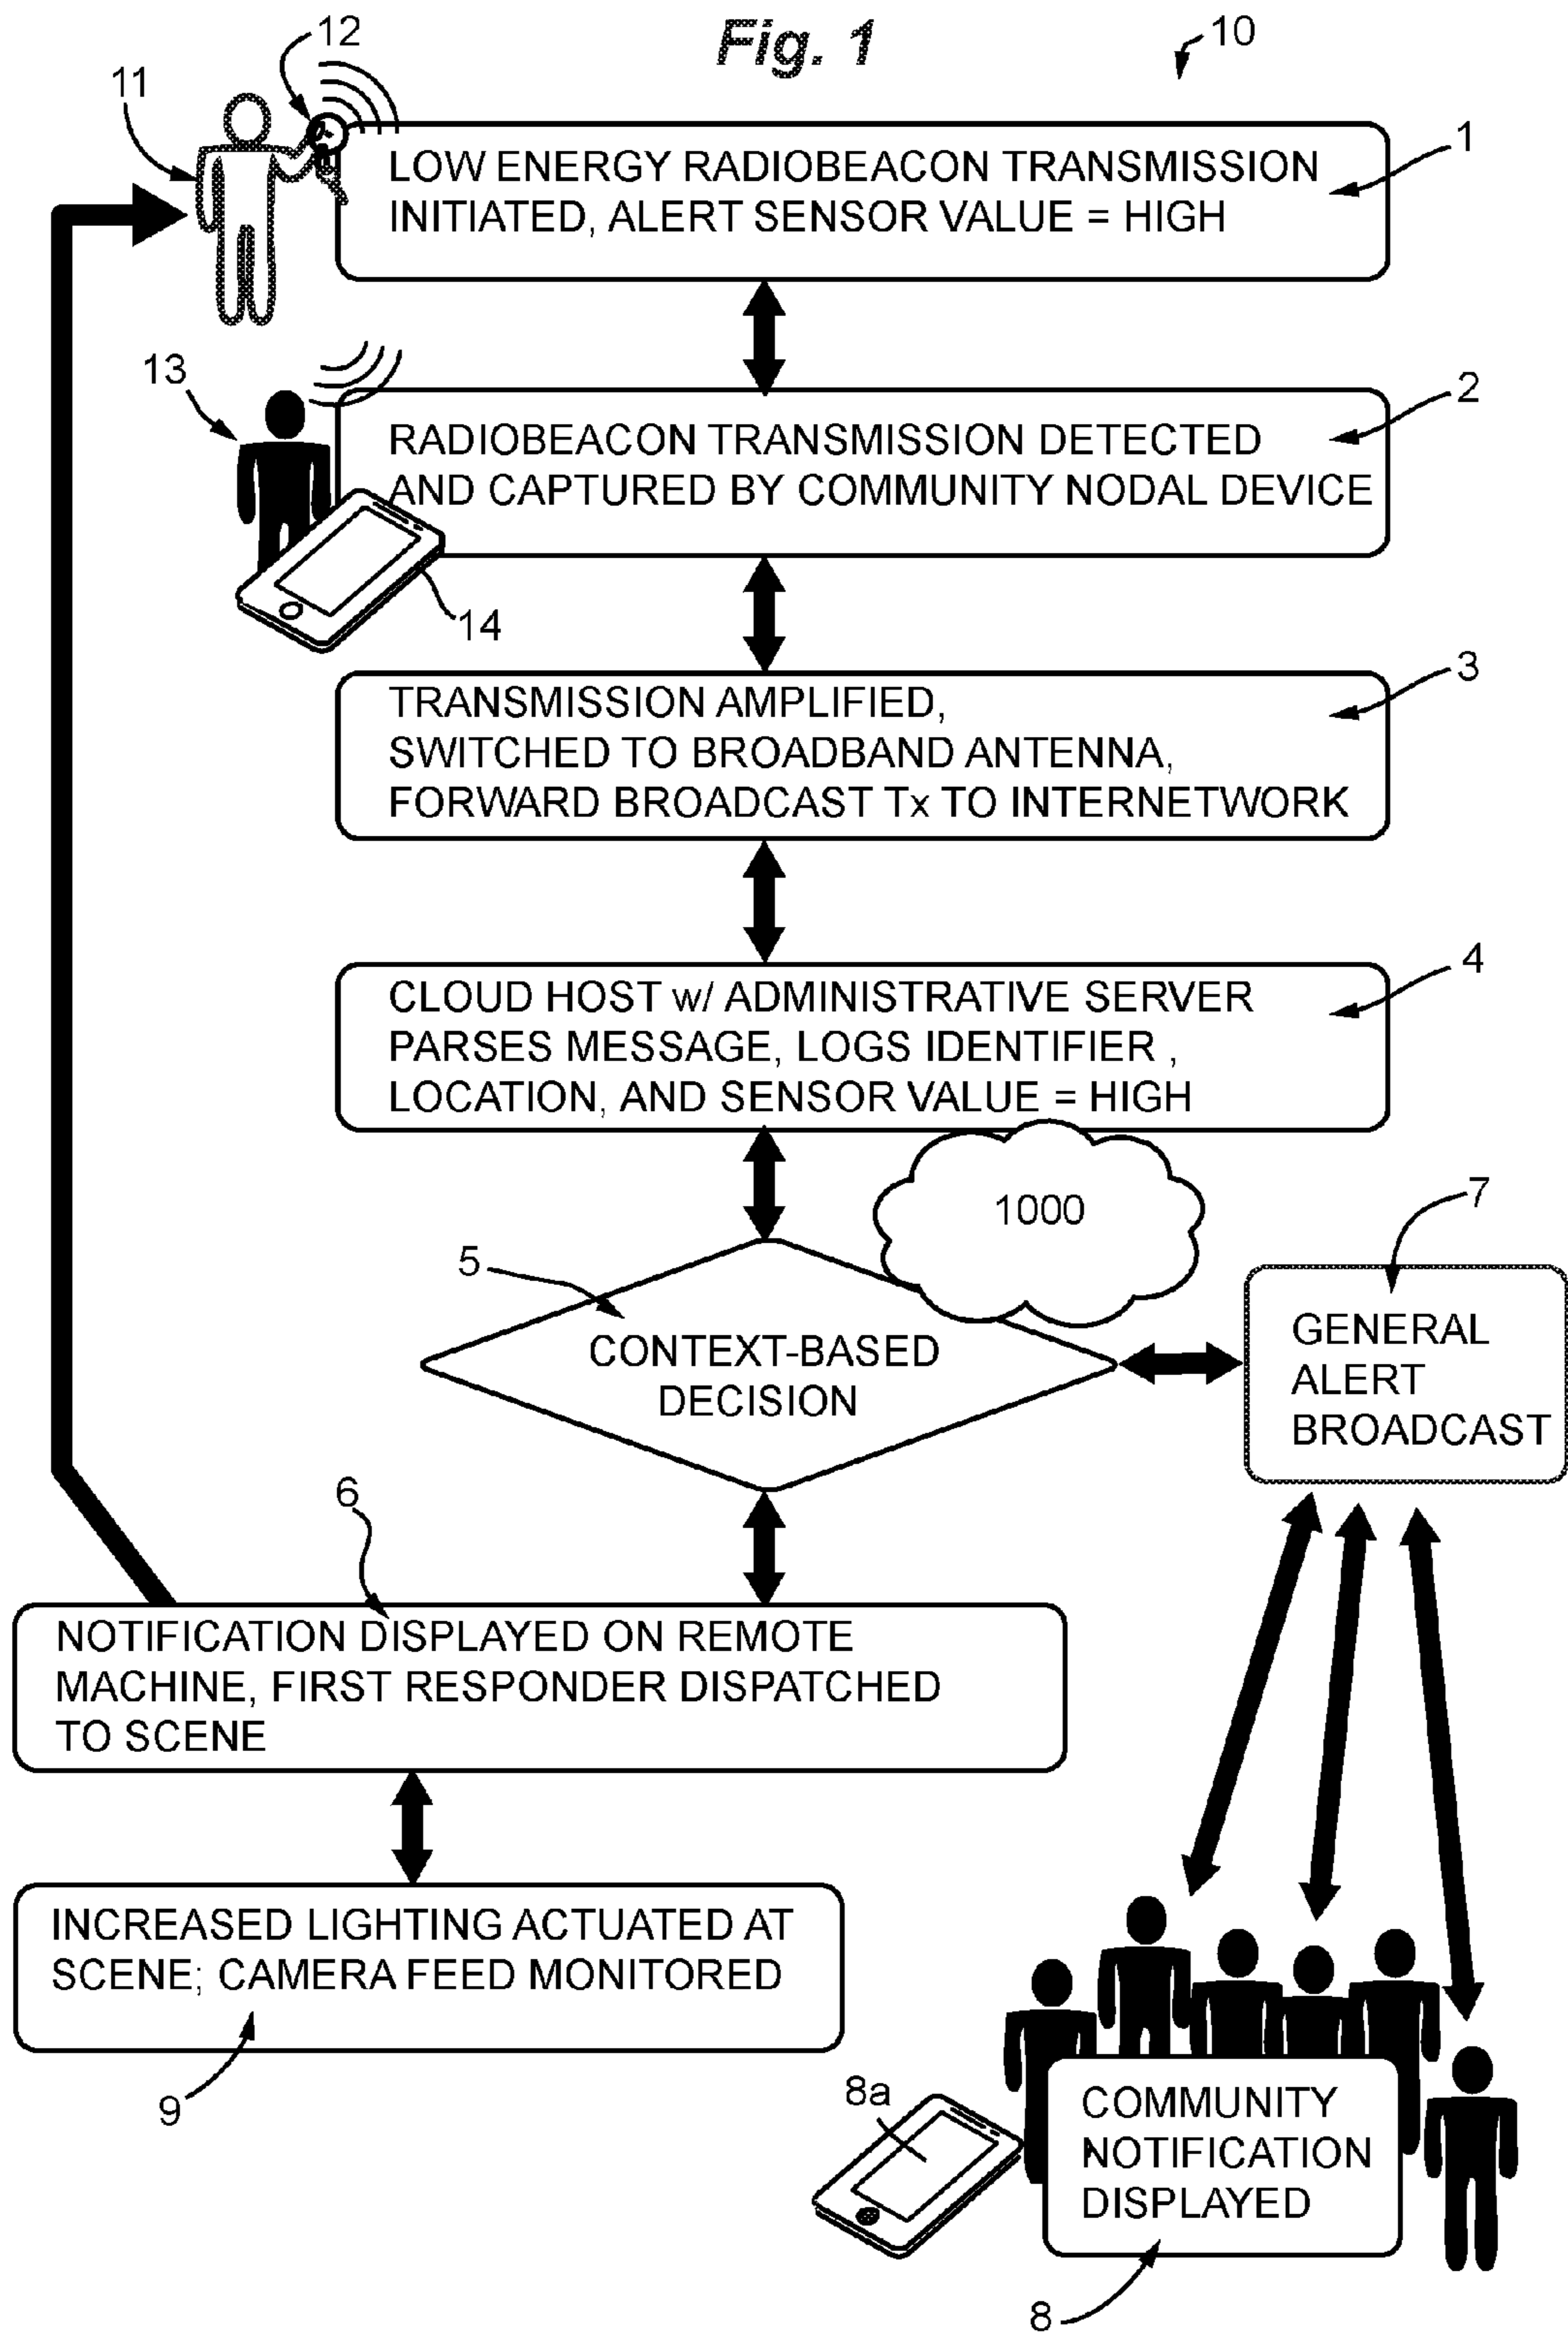 Fig. 1
12
10
11
1
LOW ENERGY RADIOBEACON TRANSMISSION
INITIATED, ALERT SENSOR VALUE = HIGH
13
2
RADIOBEACON TRANSMISSION DETECTED
AND CAPTURED BY COMMUNITY NODAL DEVICE
14
3
TRANSMISSION AMPLIFIED,
SWITCHED TO BROADBAND ANTENNA,
FORWARD BROADCAST Tx TO INTERNETWORK
4
CLOUD HOST w/ ADMINISTRATIVE SERVER
PARSES MESSAGE, LOGS IDENTIFIER ,
LOCATION, AND SENSOR VALUE = HIGH
1000
5
CONTEXT-BASED
DECISION
7
GENERAL
ALERT
BROADCAST
6
NOTIFICATION DISPLAYED ON REMOTE
MACHINE, FIRST RESPONDER DISPATCHED
TO SCENE
INCREASED LIGHTING ACTUATED AT
SCENE; CAMERA FEED MONITORED
9
8a
COMMUNITY
NOTIFICATION
DISPLAYED
8